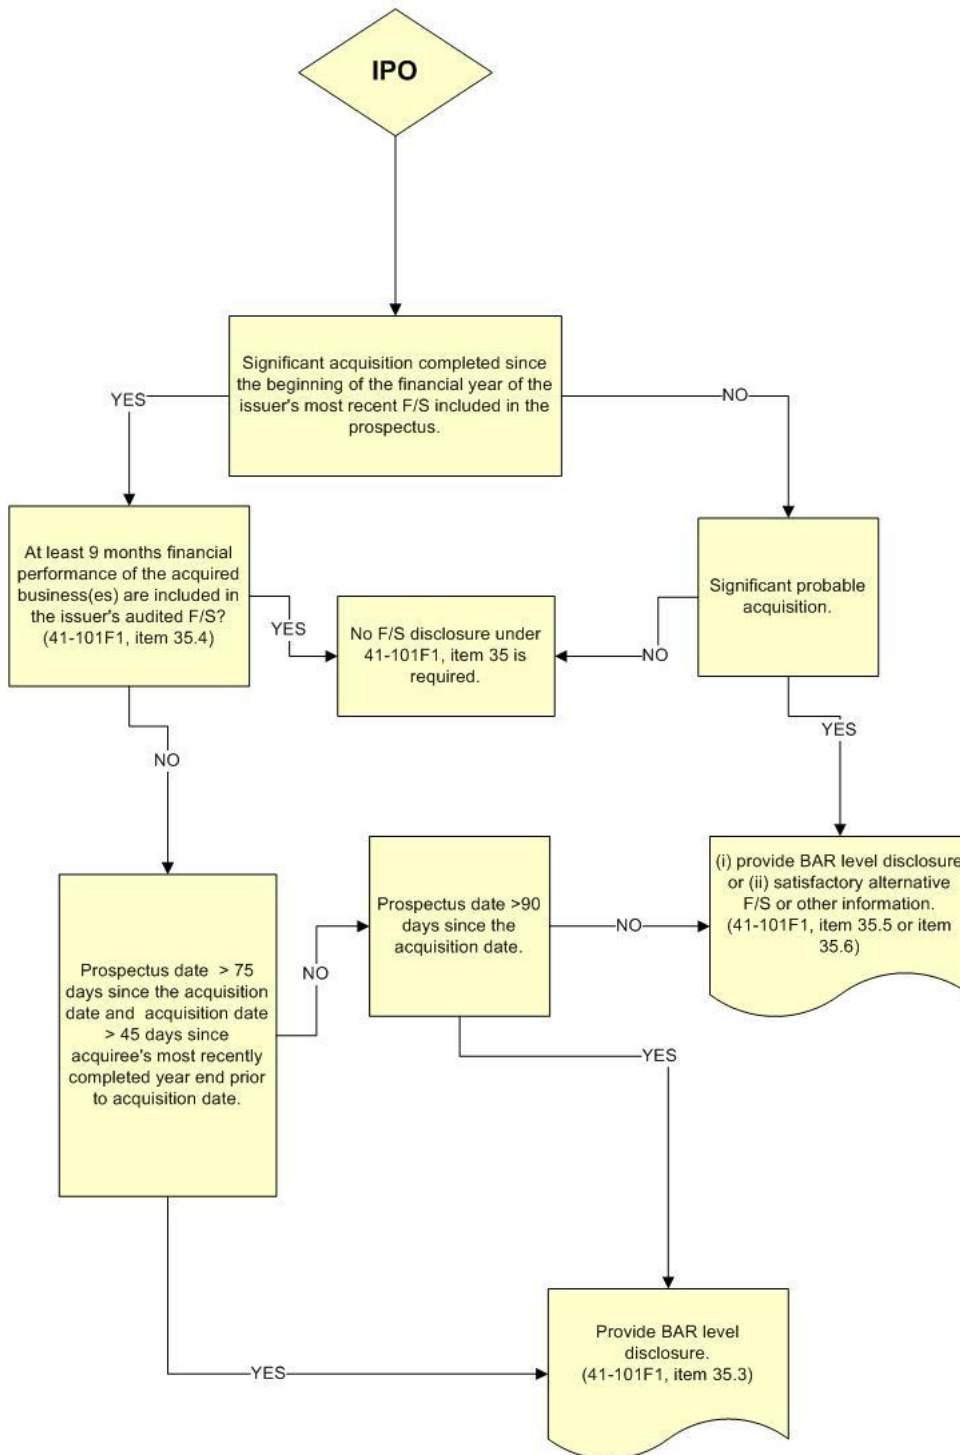 IPO
Significant acquisition completed since
the beginning of the financial year of the
issuer's most recent F/S included in the
prospectus.
YES
NO
At least 9 months financial
performance of the acquired
business(es) are included in
the issuer's audited F/S?
(41-101F1, item 35.4)
YES
No F/S disclosure under
41-101F1, item 35 is
required.
NO
Significant probable
acquisition.
YES
NO
Prospectus date > 75
days since the acquisition
date and acquisition date
> 45 days since
acquiree's most recently
completed year end prior
to acquisition date.
NO
Prospectus date >90
days since the
acquisition date.
NO
(i) provide BAR level disclosure
or (ii) satisfactory alternative
F/S or other information.
(41-101F1, item 35.5 or item
35.6)
YES
YES
Provide BAR level
disclosure.
(41-101F1, item 35.3)